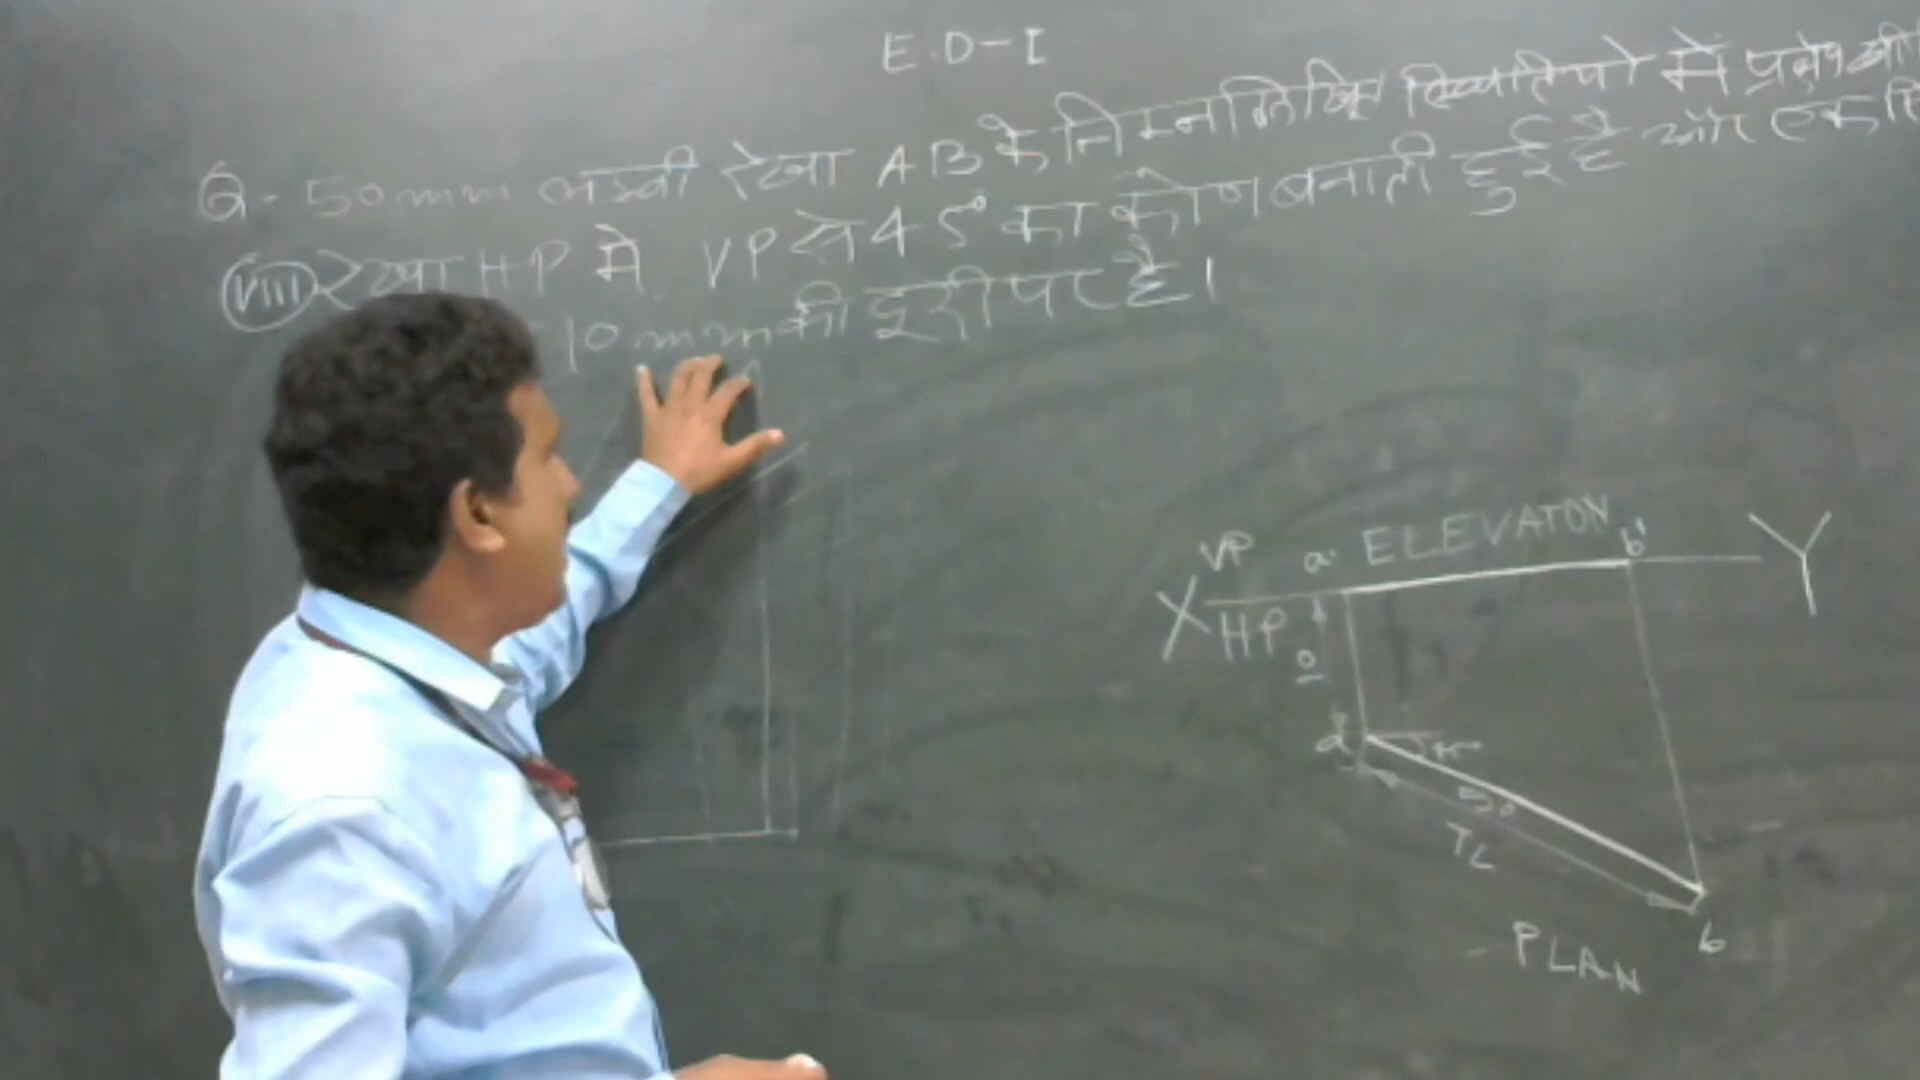 E.D-I
Q- 50mm लम्बी रेखा AB के निम्नलिखित स्थितियो में प्रक्षेप खी
VIII रेखा HP मे VP से 45° का कोण बनाती हुई है और एक सि
10mm की दूरी पर है।
VP a' ELEVATON b' Y
X HP
10
a 45°
50
TL
b
PLAN